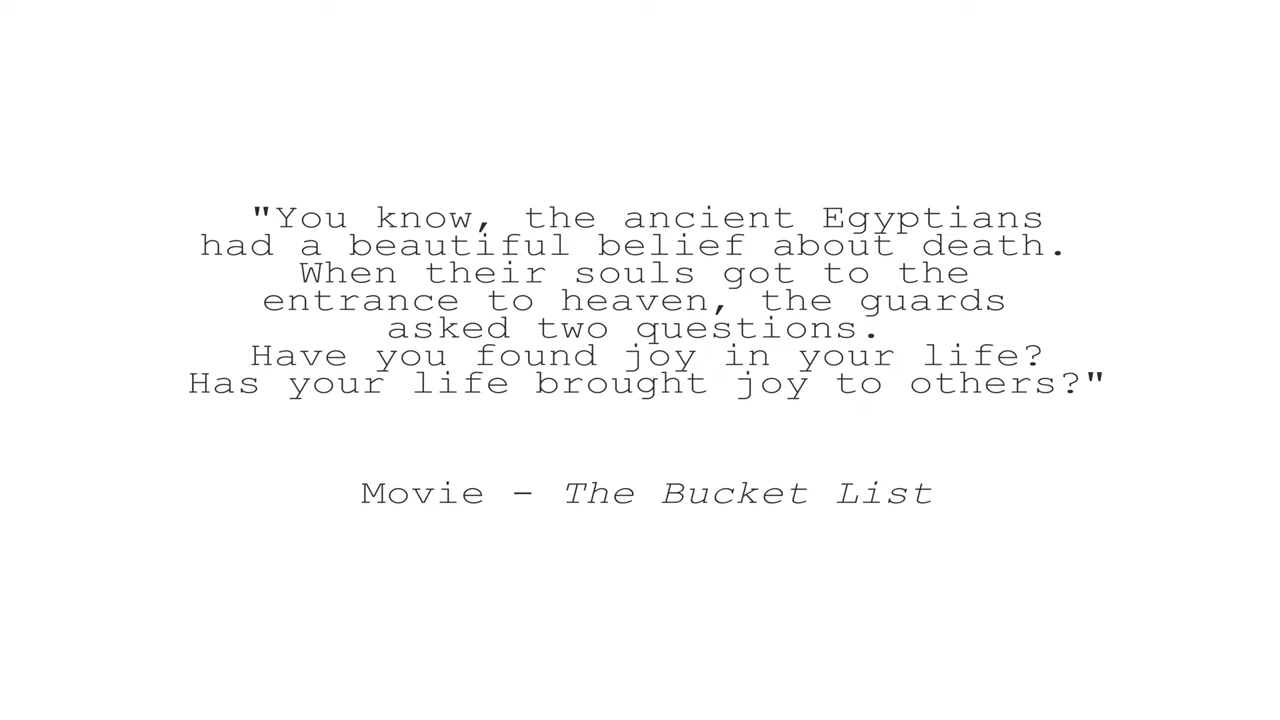 "You know, the ancient Egyptians
had a beautiful belief about death.
When their souls got to the
entrance to heaven, the guards
asked two questions.
Have you found joy in your life?
Has your life brought joy to others?"
Movie - The Bucket List